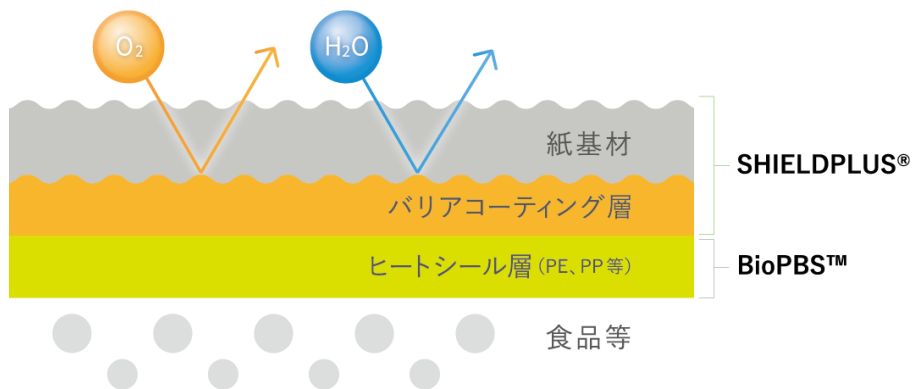 O₂
H₂O
紙基材
SHIELDPLUS®
バリアコーティング層
ヒートシール層(PE、PP等)
BioPBS™
食品等